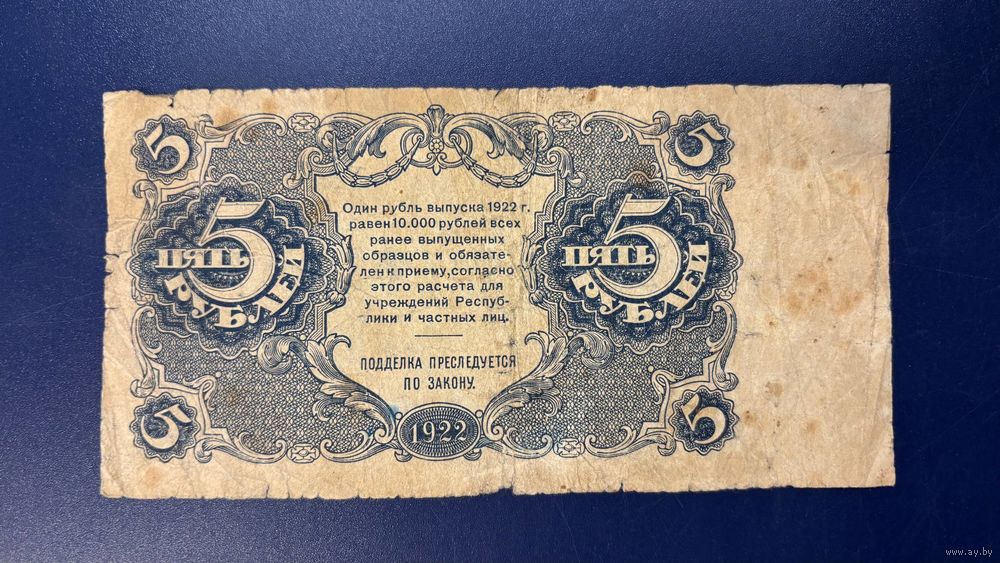 5 5
5 5
ПЯТЬ ПЯТЬ
РУБЛЕЙ РУБЛЕЙ
Один рубль выпуска 1922 г.
равен 10.000 рублей всех
ранее выпущенных
образцов и обязате-
лен к приему, согласно
этого расчета для
учреждений Респуб-
лики и частных лиц.
ПОДДЕЛКА ПРЕСЛЕДУЕТСЯ
ПО ЗАКОНУ.
5 1922 5
www.ay.by